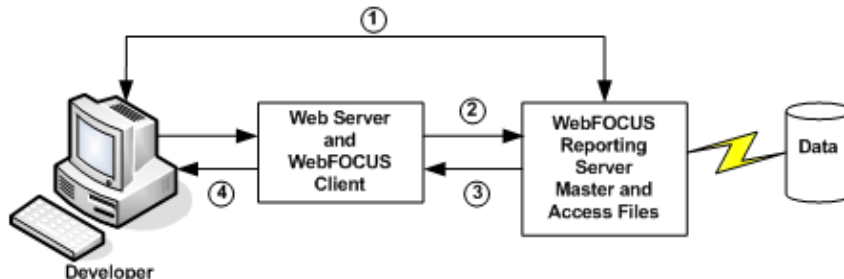 1
Web Server
and
WebFOCUS
Client
2
4
3
WebFOCUS
Reporting
Server
Master and
Access Files
Data
Developer